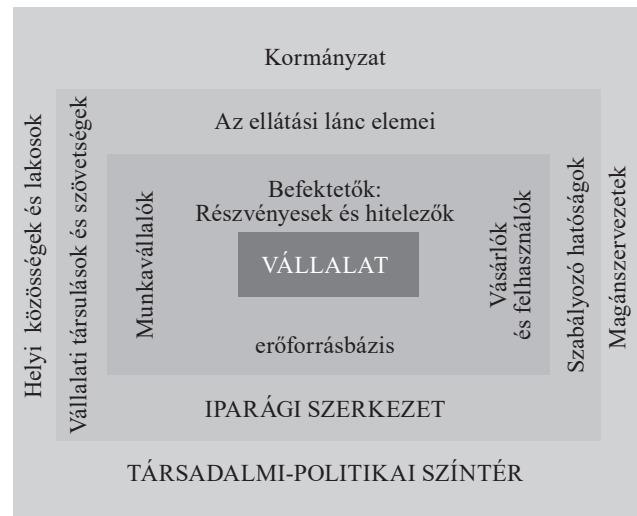 Kormányzat
Helyi közösségek és lakosok
Vállalati társulások és szövetségek
Az ellátási lánc elemei
Munkavállalók
Befektetők:
Részvényesek és hitelezők
VÁLLALAT
Vásárlók
és felhasználók
Szabályozó hatóságok
Magánszervezetek
erőforrásbázis
IPARÁGI SZERKEZET
TÁRSADALMI-POLITIKAI SZÍNTÉR